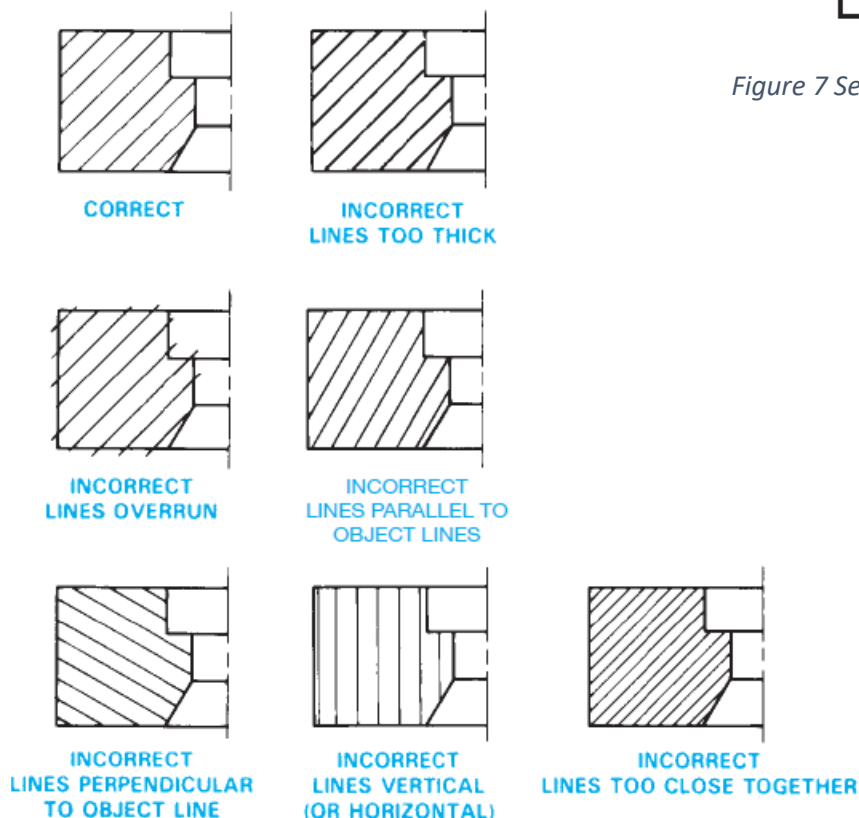 Figure 7 Se
CORRECT
INCORRECT
LINES TOO THICK
INCORRECT
LINES OVERRUN
INCORRECT
LINES PARALLEL TO
OBJECT LINES
INCORRECT
LINES PERPENDICULAR
TO OBJECT LINE
INCORRECT
LINES VERTICAL
(OR HORIZONTAL)
INCORRECT
LINES TOO CLOSE TOGETHER